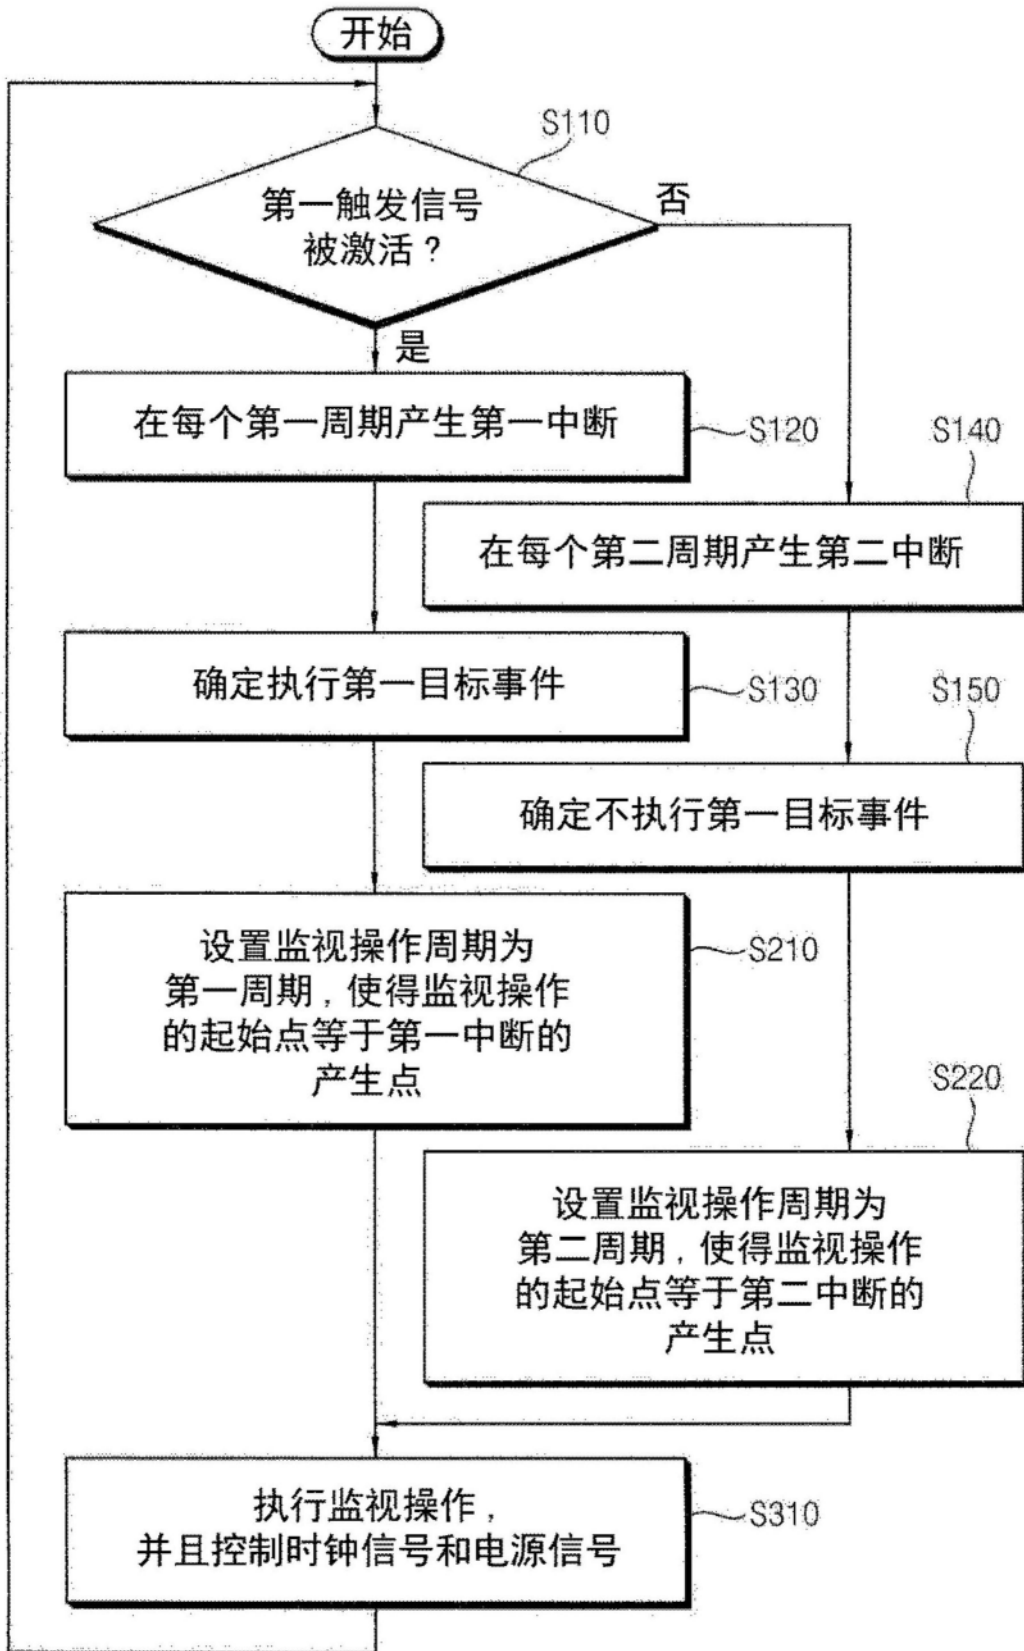 开始
S110
第一触发信号
被激活？
否
是
在每个第一周期产生第一中断
S120
S140
在每个第二周期产生第二中断
确定执行第一目标事件
S130
S150
确定不执行第一目标事件
设置监视操作周期为
第一周期，使得监视操作
的起始点等于第一中断的
产生点
S210
S220
设置监视操作周期为
第二周期，使得监视操作
的起始点等于第二中断的
产生点
执行监视操作，
并且控制时钟信号和电源信号
S310